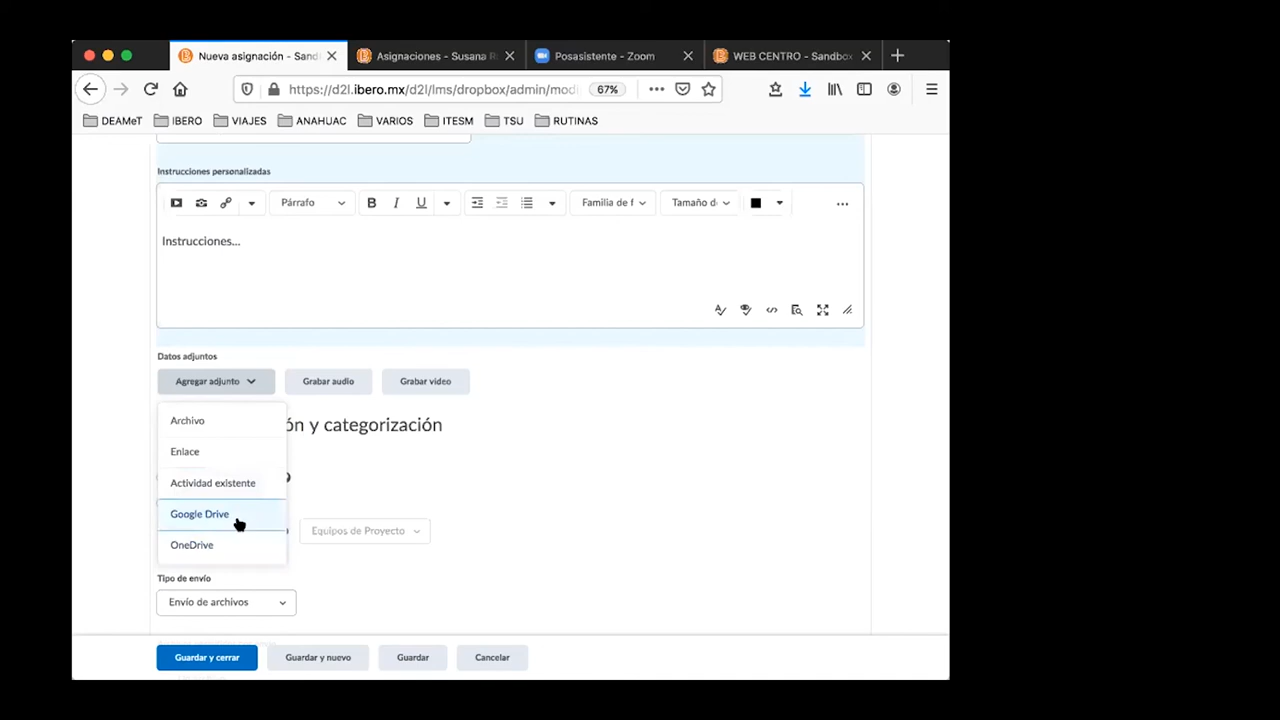 Nueva asignación - Sand
Asignaciones - Susana R
Posasistente - Zoom
WEB CENTRO - Sandbox
https://d2l.ibero.mx/d2l/lms/dropbox/admin/modi
67%
DEAMeT
IBERO
VIAJES
ANAHUAC
VARIOS
ITESM
TSU
RUTINAS
Instrucciones personalizadas
Párrafo
B
I
U
Familia de f
Tamaño d
Instrucciones...
Datos adjuntos
Agregar adjunto
Grabar audio
Grabar video
Archivo
ón y categorización
Enlace
Actividad existente
Google Drive
Equipos de Proyecto
OneDrive
Tipo de envío
Envío de archivos
Guardar y cerrar
Guardar y nuevo
Guardar
Cancelar